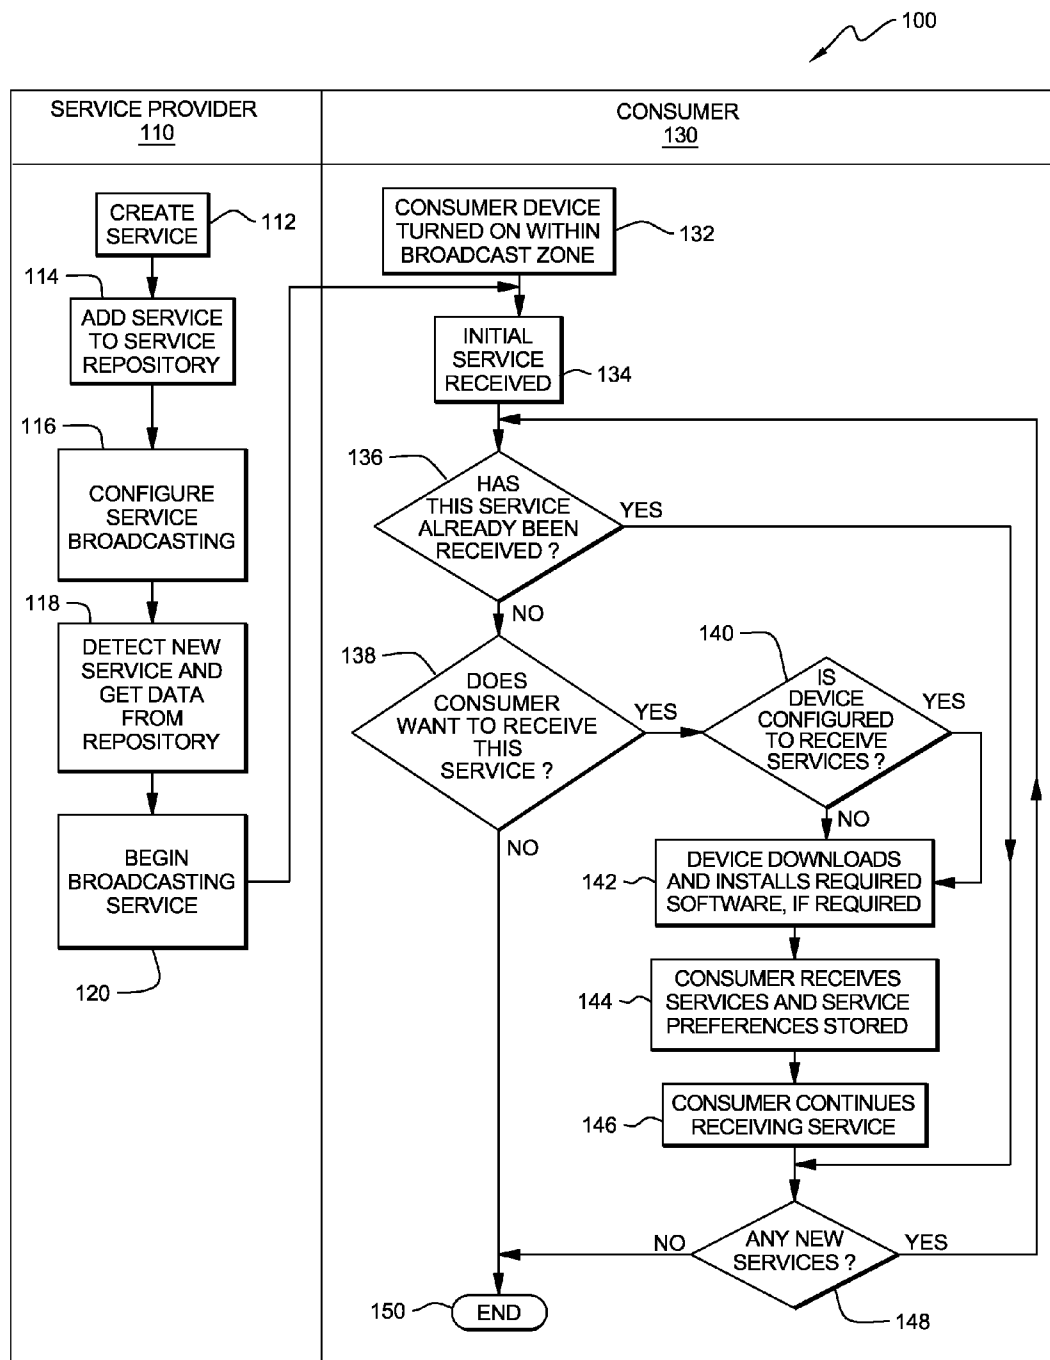 100
SERVICE PROVIDER
110
CONSUMER
130
CREATE
SERVICE
112
114
ADD SERVICE
TO SERVICE
REPOSITORY
116
CONFIGURE
SERVICE
BROADCASTING
118
DETECT NEW
SERVICE AND
GET DATA
FROM
REPOSITORY
BEGIN
BROADCASTING
SERVICE
120
CONSUMER DEVICE
TURNED ON WITHIN
BROADCAST ZONE
132
INITIAL
SERVICE
RECEIVED
134
136
HAS
THIS SERVICE
ALREADY BEEN
RECEIVED ?
YES
NO
138
DOES
CONSUMER
WANT TO RECEIVE
THIS
SERVICE ?
YES
NO
140
IS
DEVICE
CONFIGURED
TO RECEIVE
SERVICES ?
YES
NO
142
DEVICE DOWNLOADS
AND INSTALLS REQUIRED
SOFTWARE, IF REQUIRED
144
CONSUMER RECEIVES
SERVICES AND SERVICE
PREFERENCES STORED
146
CONSUMER CONTINUES
RECEIVING SERVICE
NO
ANY NEW
SERVICES ?
YES
148
150
END